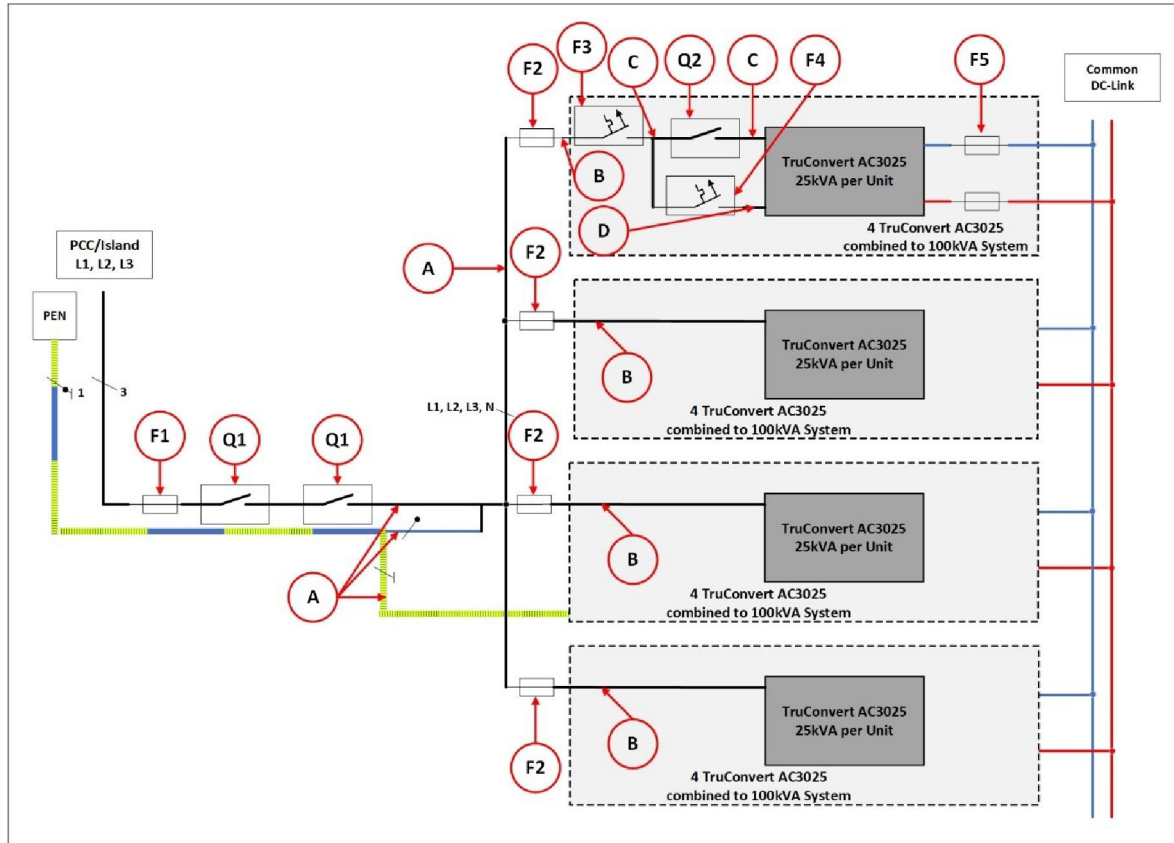 F2
F3
C
Q2
C
F4
F5
Common
DC-Link
B
TruConvert AC3025
25kVA per Unit
D
4 TruConvert AC3025
combined to 100kVA System
PCC/Island
L1, L2, L3
A
F2
PEN
TruConvert AC3025
25kVA per Unit
B
1
3
4 TruConvert AC3025
combined to 100kVA System
L1, L2, L3, N
F1
Q1
Q1
F2
TruConvert AC3025
25kVA per Unit
B
A
4 TruConvert AC3025
combined to 100kVA System
TruConvert AC3025
25kVA per Unit
F2
B
4 TruConvert AC3025
combined to 100kVA System